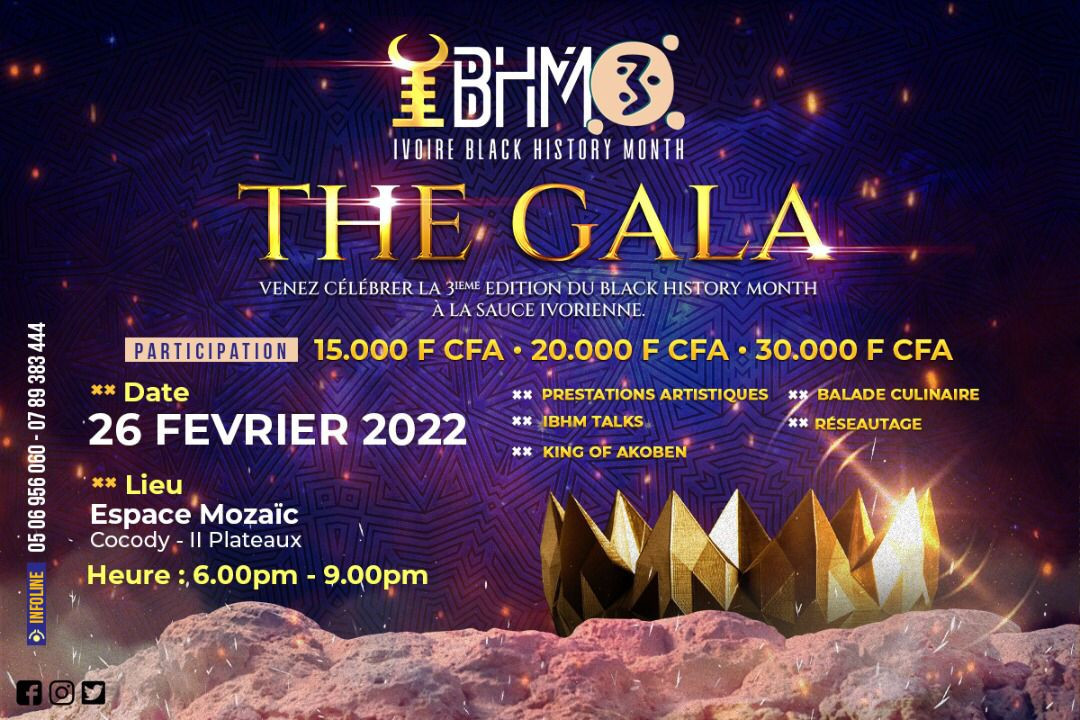 IBHM 3
IVOIRE BLACK HISTORY MONTH
THE GALA
VENEZ CÉLÉBRER LA 3IEME EDITION DU BLACK HISTORY MONTH
À LA SAUCE IVORIENNE.
PARTICIPATION 15.000 F CFA • 20.000 F CFA • 30.000 F CFA
Date
26 FEVRIER 2022
Lieu
Espace Mozaïc
Cocody - II Plateaux
Heure : 6.00pm - 9.00pm
PRESTATIONS ARTISTIQUES
IBHM TALKS
KING OF AKOBEN
BALADE CULINAIRE
RÉSEAUTAGE
INFOLINE 05 06 956 060 - 07 89 383 444